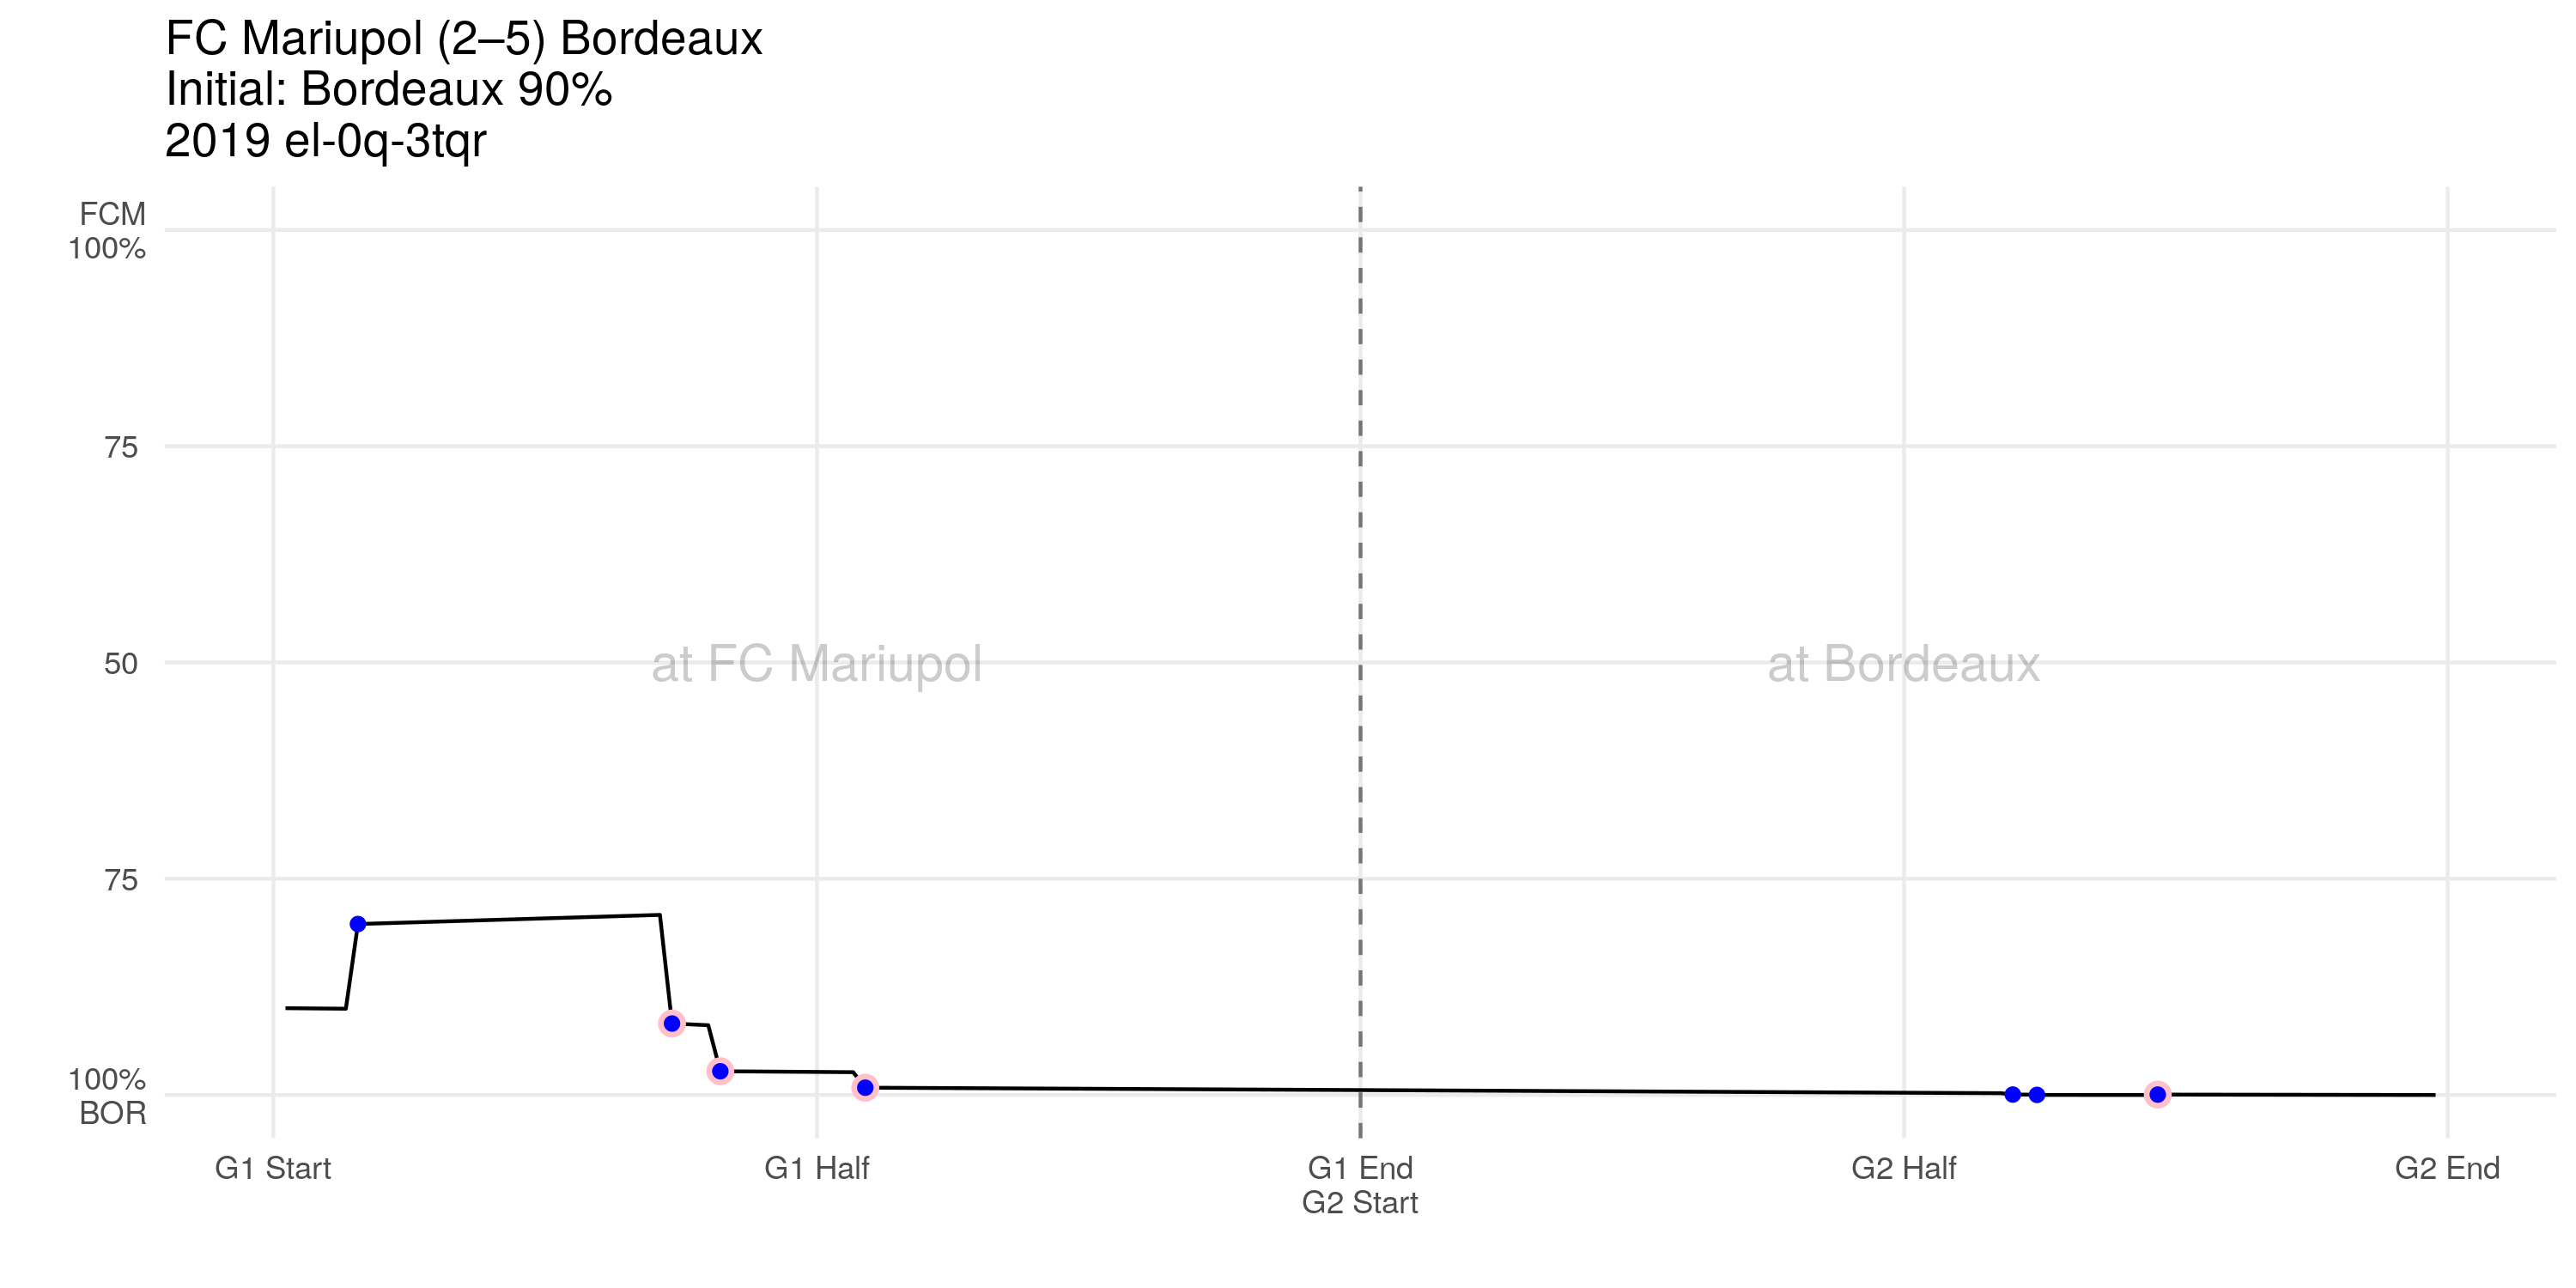 FC Mariupol (2–5) Bordeaux
Initial: Bordeaux 90%
2019 el-0q-3tqr
FCM
100%
75
50
75
100%
BOR
at FC Mariupol
at Bordeaux
G1 Start
G1 Half
G1 End
G2 Start
G2 Half
G2 End